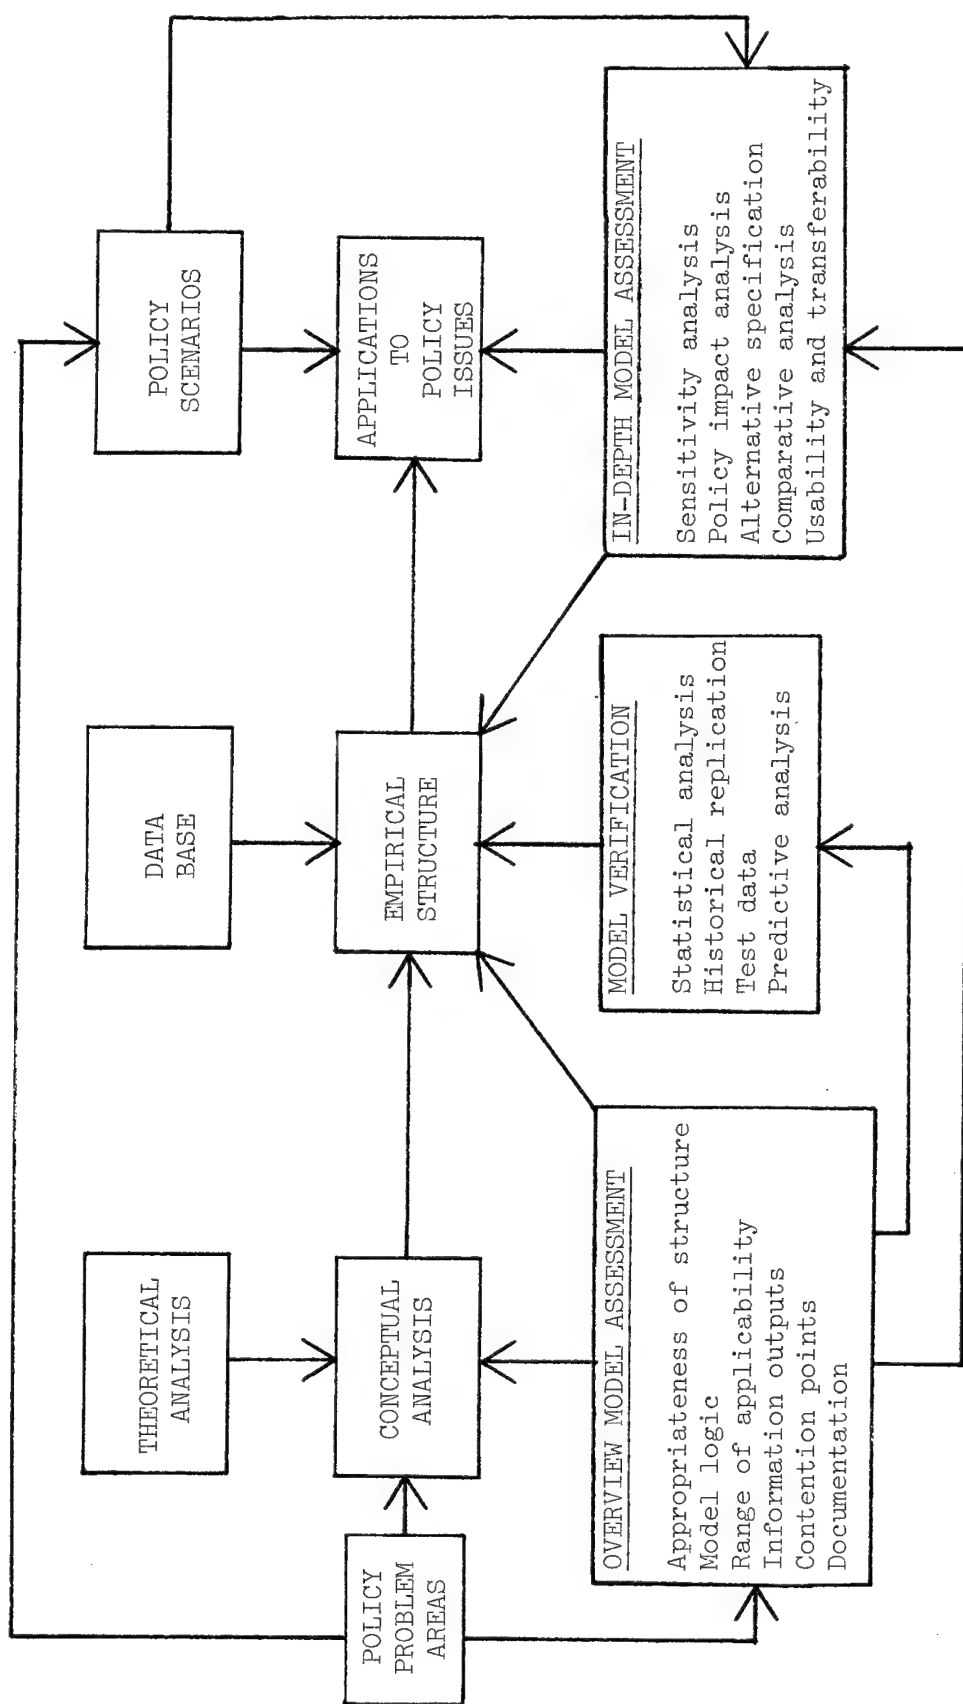 THEORETICAL
ANALYSIS
DATA
BASE
POLICY
SCENARIOS
POLICY
PROBLEM
AREAS
CONCEPTUAL
ANALYSIS
EMPIRICAL
STRUCTURE
APPLICATIONS
TO
POLICY
ISSUES
OVERVIEW MODEL ASSESSMENT
Appropriateness of structure
Model logic
Range of applicability
Information outputs
Contention points
Documentation
MODEL VERIFICATION
Statistical analysis
Historical replication
Test data
Predictive analysis
IN-DEPTH MODEL ASSESSMENT
Sensitivity analysis
Policy impact analysis
Alternative specification
Comparative analysis
Usability and transferability